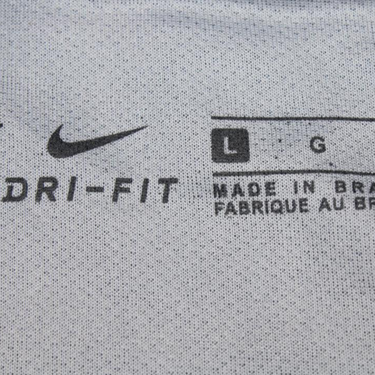 L G
DRI-FIT
MADE IN BRA
FABRIQUE AU BR